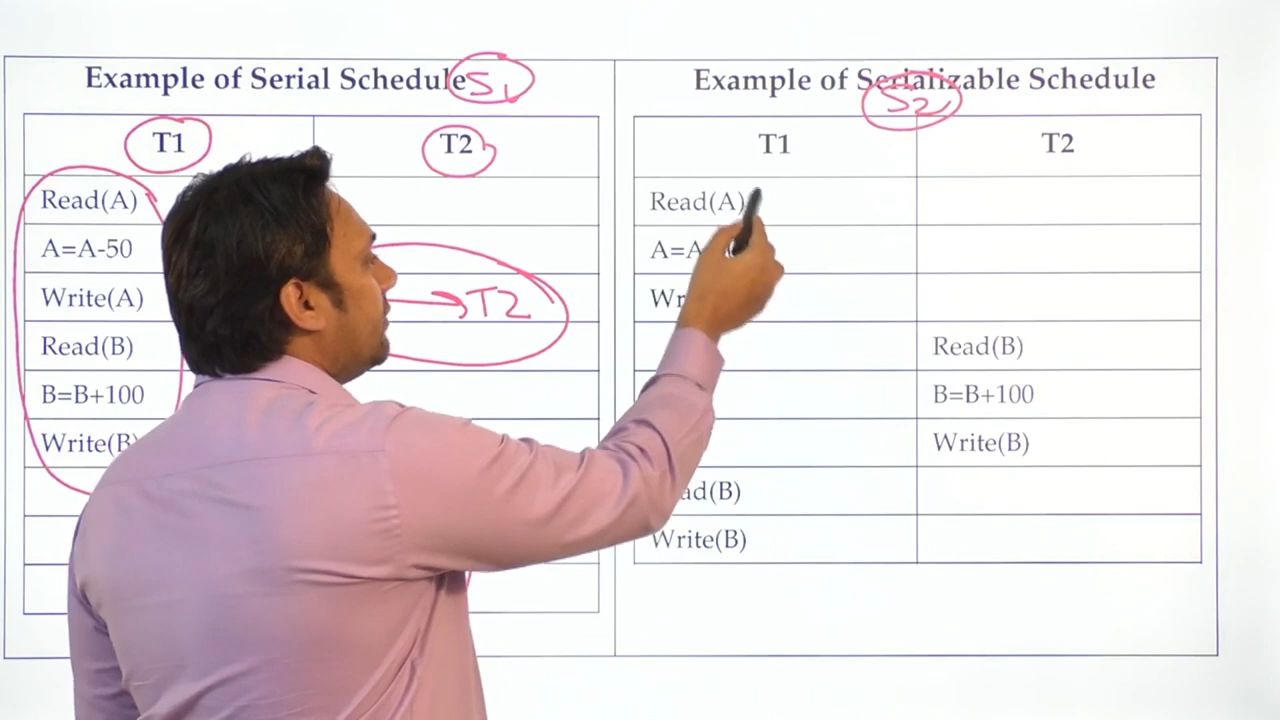 Example of Serial Schedule S1
T1 T2
Read(A)
A=A-50
Write(A) T2
Read(B)
B=B+100
Write(B)
Example of Serializable Schedule
S2
T1 T2
Read(A)
Read(B)
B=B+100
Write(B)
Write(B)